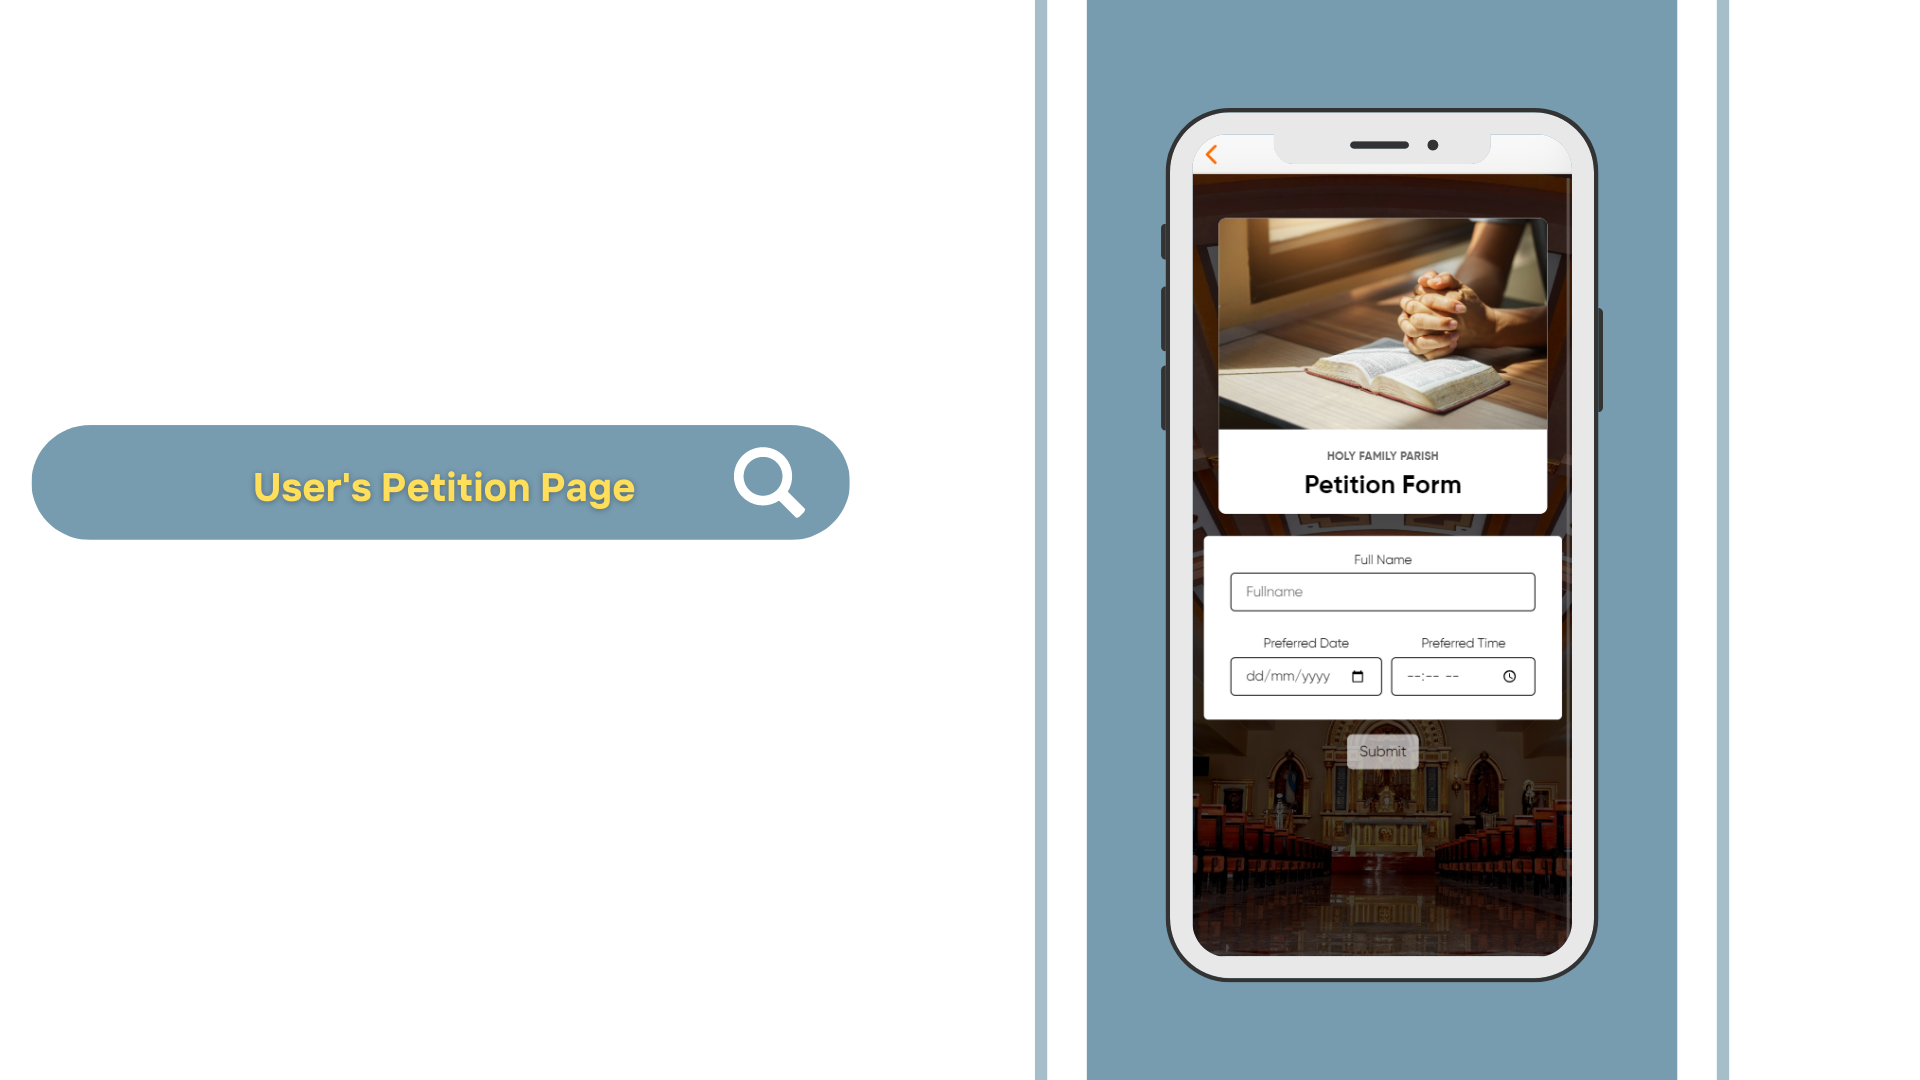 User's Petition Page
HOLY FAMILY PARISH
Petition Form
Full Name
Fullname
Preferred Date
Preferred Time
dd/mm/yyyy
--:-- --
Submit